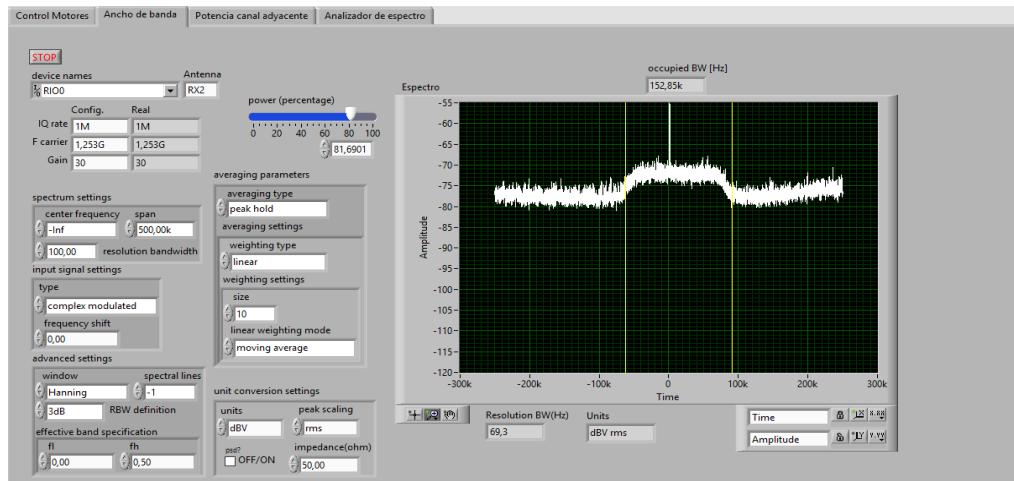 Control Motores Ancho de banda Potencia canal adyacente Analizador de espectro
STOP
device names Antenna
RIO0 RX2
Config. Real
IQ rate 1M 1M
F carrier 1,253G 1,253G
Gain 30 30
power (percentage)
0 20 40 60 80 100
81,6901
spectrum settings
center frequency span
-Inf 500,00k
100,00 resolution bandwidth
input signal settings
type
complex modulated
frequency shift
0,00
advanced settings
window spectral lines
Hanning -1
3dB RBW definition
effective band specification
fl fh
0,00 0,50
averaging parameters
averaging type
peak hold
averaging settings
weighting type
linear
weighting settings
size
10
linear weighting mode
moving average
unit conversion settings
units peak scaling
dBV rms
psd? impedance(ohm)
OFF/ON 50,00
occupied BW [Hz]
152,85k
Espectro
Amplitude
-55
-60
-65
-70
-75
-80
-85
-90
-95
-100
-105
-110
-115
-120
-300k -200k -100k 0 100k 200k 300k
Time
Resolution BW(Hz) Units
69,3 dBV rms
Time
Amplitude